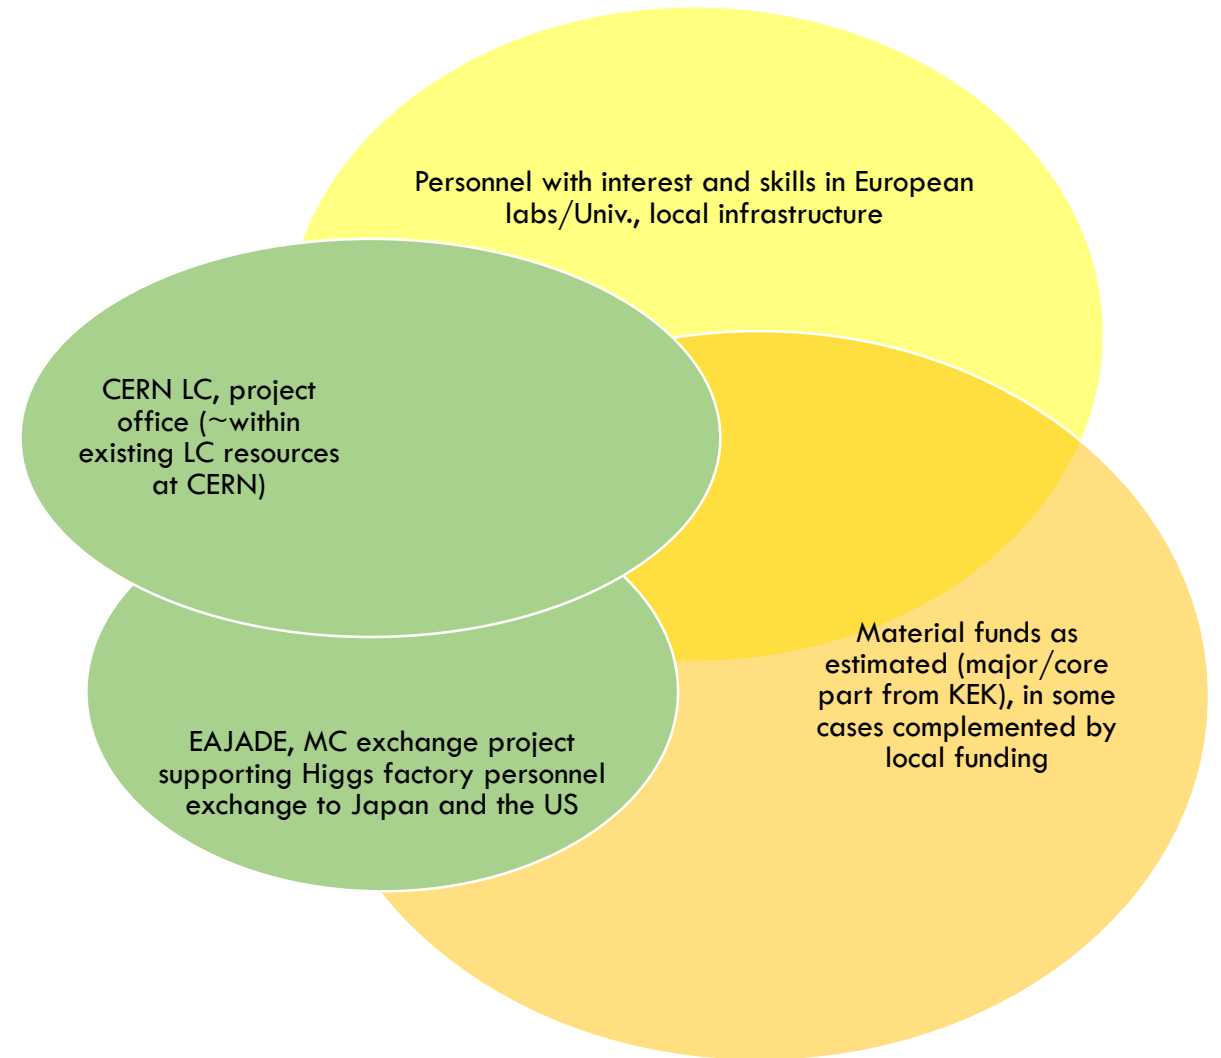 Personnel with interest and skills in European
labs/Univ., local infrastructure
CERN LC, project
office (~within
existing LC resources
at CERN)
Material funds as
estimated (major/core
part from KEK), in some
cases complemented by
local funding
EAJADE, MC exchange project
supporting Higgs factory personnel
exchange to Japan and the US